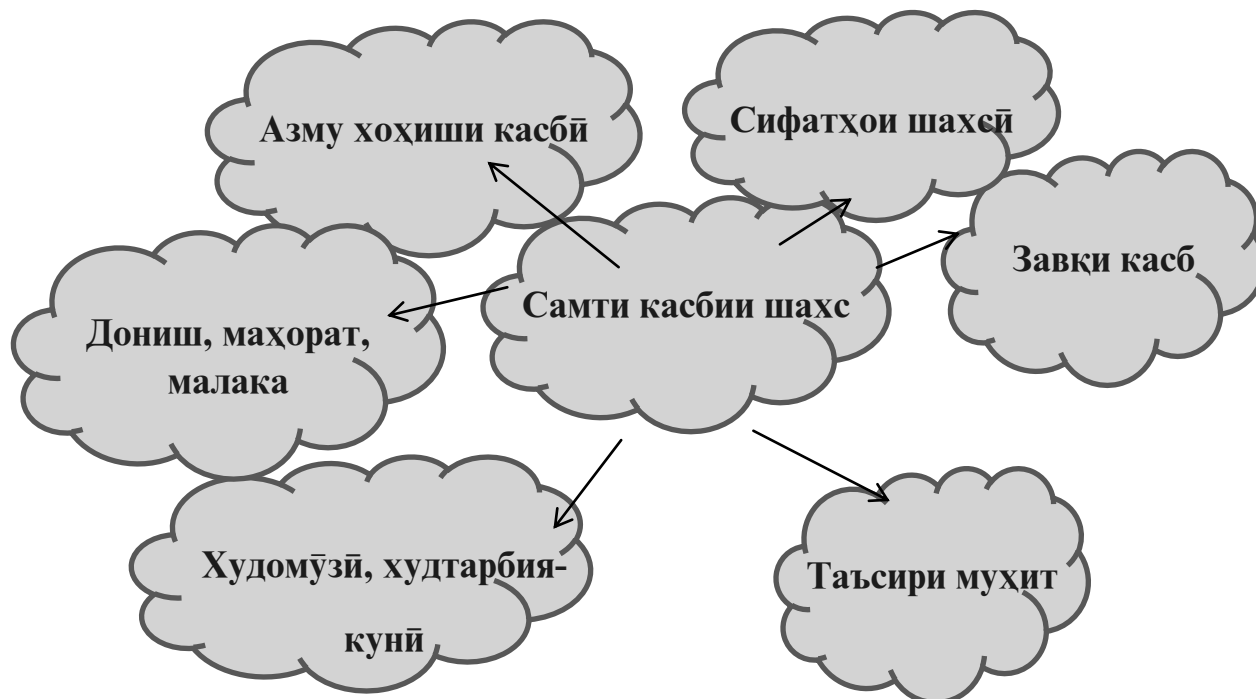 Азму хоҳиши касбӣ
Сифатҳои шахсӣ
Завқи касб
Самти касбии шахс
Дониш, маҳорат,
малака
Худомӯзӣ, худтарбия-
кунӣ
Таъсири муҳит